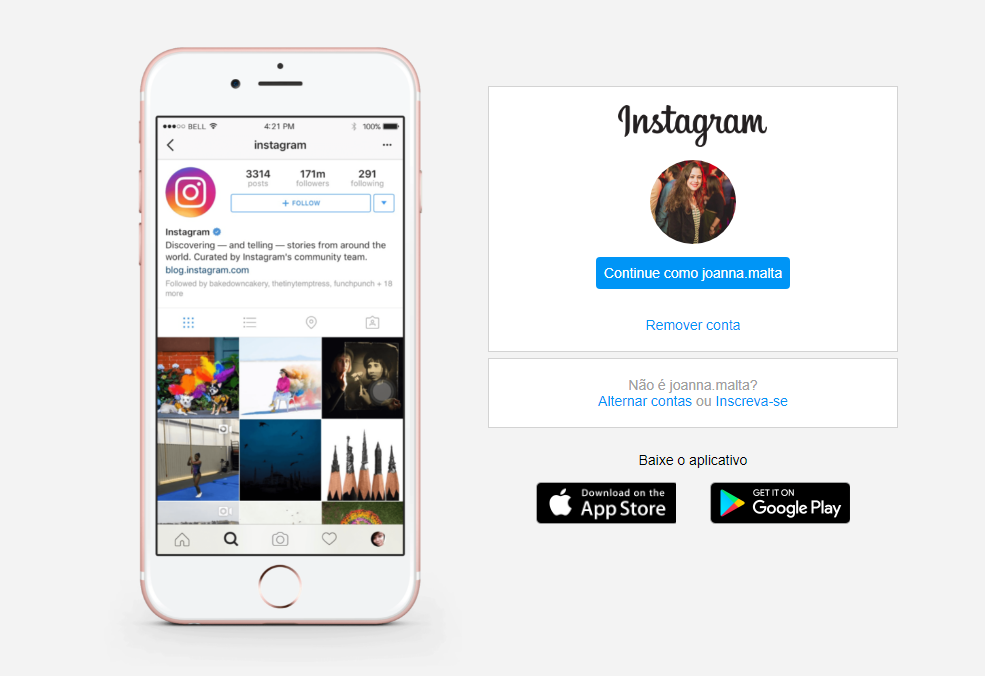 BELL
4:21 PM
100%
instagram
3314
posts
171m
followers
291
following
+ FOLLOW
Instagram
Discovering — and telling — stories from around the
world. Curated by Instagram's community team.
blog.instagram.com
Followed by bakedowncakery, thetinytemptress, funchpunch + 18
more
Instagram
Continue como joanna.malta
Remover conta
Não é joanna.malta?
Alternar contas ou Inscreva-se
Baixe o aplicativo
Download on the
App Store
GET IT ON
Google Play